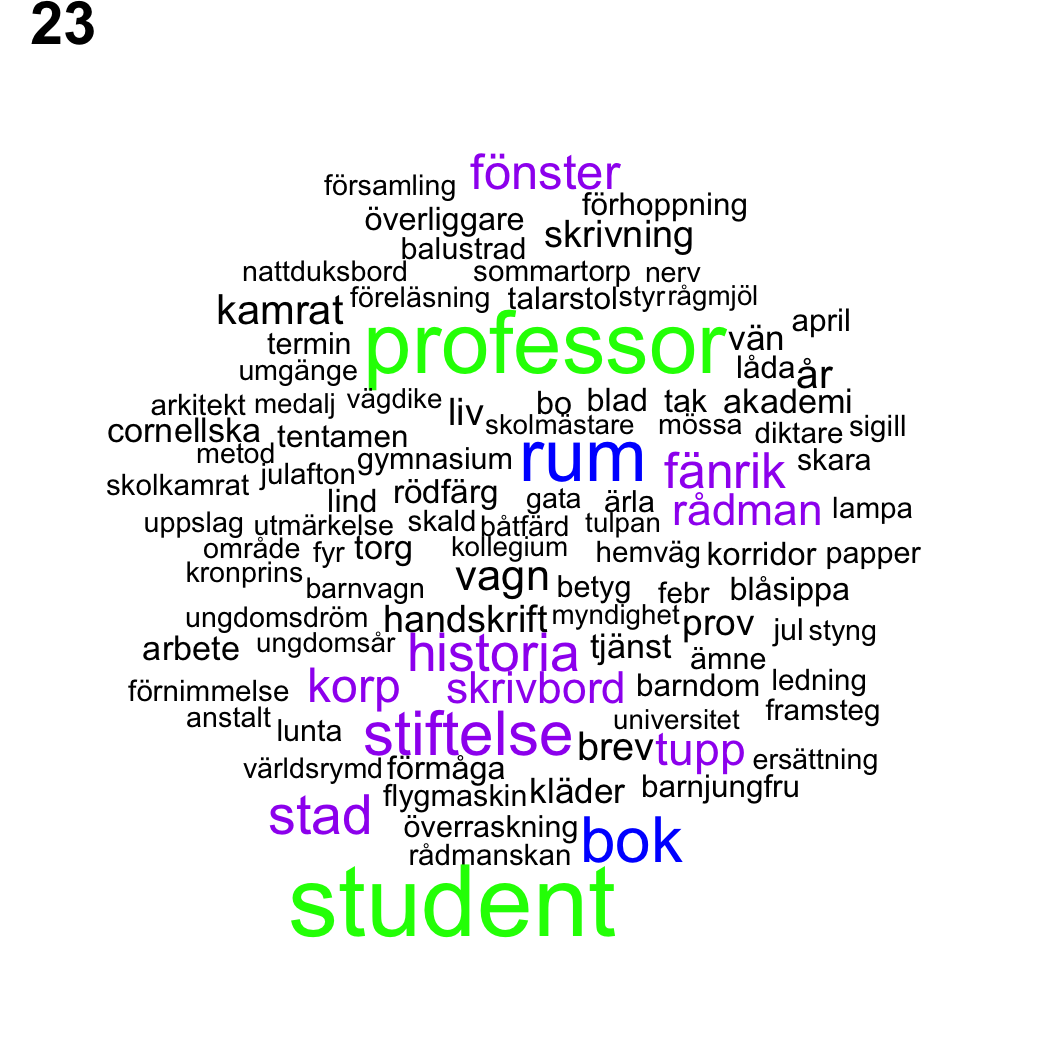 23
fönster
församling
förhoppning
överliggare
skrivning
balustrad
nattduksbord sommartorp nerv
kamrat föreläsning talarstol styr rågmjöl
april
termin professor vän
umgänge låda år
arkitekt medalj vägdike liv bo blad tak akademi
cornellska tentamen skolmästare mössa diktare sigill
metod gymnasium rum fänrik skara
skolkamrat julafton
lind rödfärg gata ärla rådman lampa
uppslag utmärkelse skald båtfärd tulpan
område fyr torg kollegium hemväg korridor papper
kronprins barnvagn vagn betyg febr blåsippa
ungdomsdröm handskrift myndighet prov jul styng
arbete ungdomsår historia tjänst ämne
förnimmelse korp skrivbord barndom ledning
anstalt lunta stiftelse universitet framsteg
brev tupp ersättning
världsrymd förmåga
flygmaskin kläder barnjungfru
stad överraskning bok
rådmanskan
student